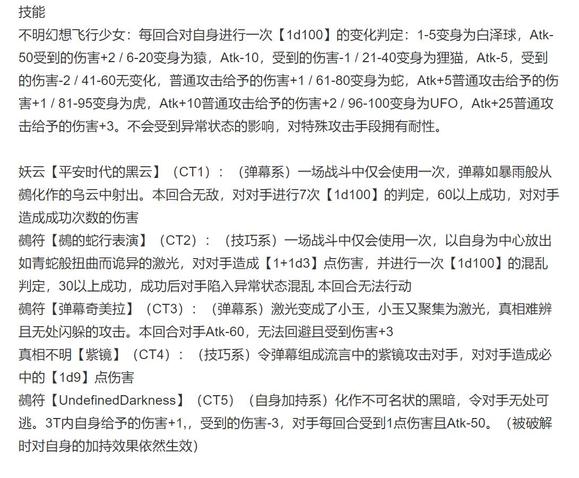 技能
不明幻想飞行少女：每回合对自身进行一次【1d100】的变化判定：1-5变身为白泽球，Atk-
50受到的伤害+2 / 6-20变身为猿，Atk-10，受到的伤害-1 / 21-40变身为狸猫，Atk-5，受到
的伤害-2 / 41-60无变化，普通攻击给予的伤害+1 / 61-80变身为蛇，Atk+5普通攻击给予的伤
害+1 / 81-95变身为虎，Atk+10普通攻击给予的伤害+2 / 96-100变身为UFO，Atk+25普通攻
击给予的伤害+3。不会受到异常状态的影响，对特殊攻击手段拥有耐性。
妖云【平安时代的黑云】（CT1）：（弹幕系）一场战斗中仅会使用一次，弹幕如暴雨般从
鵺化作的乌云中射出。本回合无敌，对对手进行7次【1d100】的判定，60以上成功，对对手
造成成功次数的伤害
鵺符【鵺的蛇行表演】（CT2）：（技巧系）一场战斗中仅会使用一次，以自身为中心放出
如青蛇般扭曲而诡异的激光，对对手造成【1+1d3】点伤害，并进行一次【1d100】的混乱
判定，30以上成功，成功后对手陷入异常状态混乱 本回合无法行动
鵺符【弹幕奇美拉】（CT3）：（弹幕系）激光变成了小玉，小玉又聚集为激光，真相难辨
且无处闪躲的攻击。本回合对手Atk-60，无法回避且受到伤害+3
真相不明【紫镜】（CT4）：（技巧系）令弹幕组成流言中的紫镜攻击对手，对对手造成必
中的【1d9】点伤害
鵺符【UndefinedDarkness】（CT5）（自身加持系）化作不可名状的黑暗，令对手无处可
逃。3T内自身给予的伤害+1,，受到的伤害-3，对手每回合受到1点伤害且Atk-50。（被破解
时对自身的加持效果依然生效）